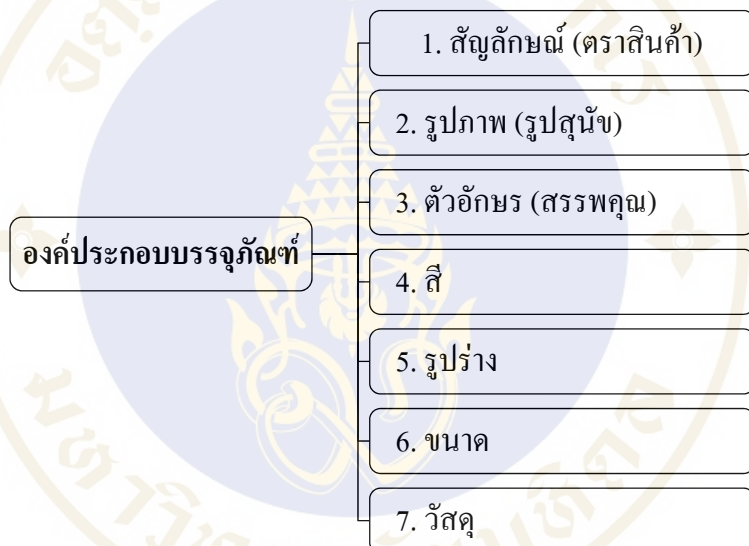 1. สัญลักษณ์ (ตราสินค้า)
2. รูปภาพ (รูปสุนัข)
3. ตัวอักษร (สรรพคุณ)
องค์ประกอบบรรจุภัณฑ์
4. สี
5. รูปร่าง
6. ขนาด
7. วัสดุ